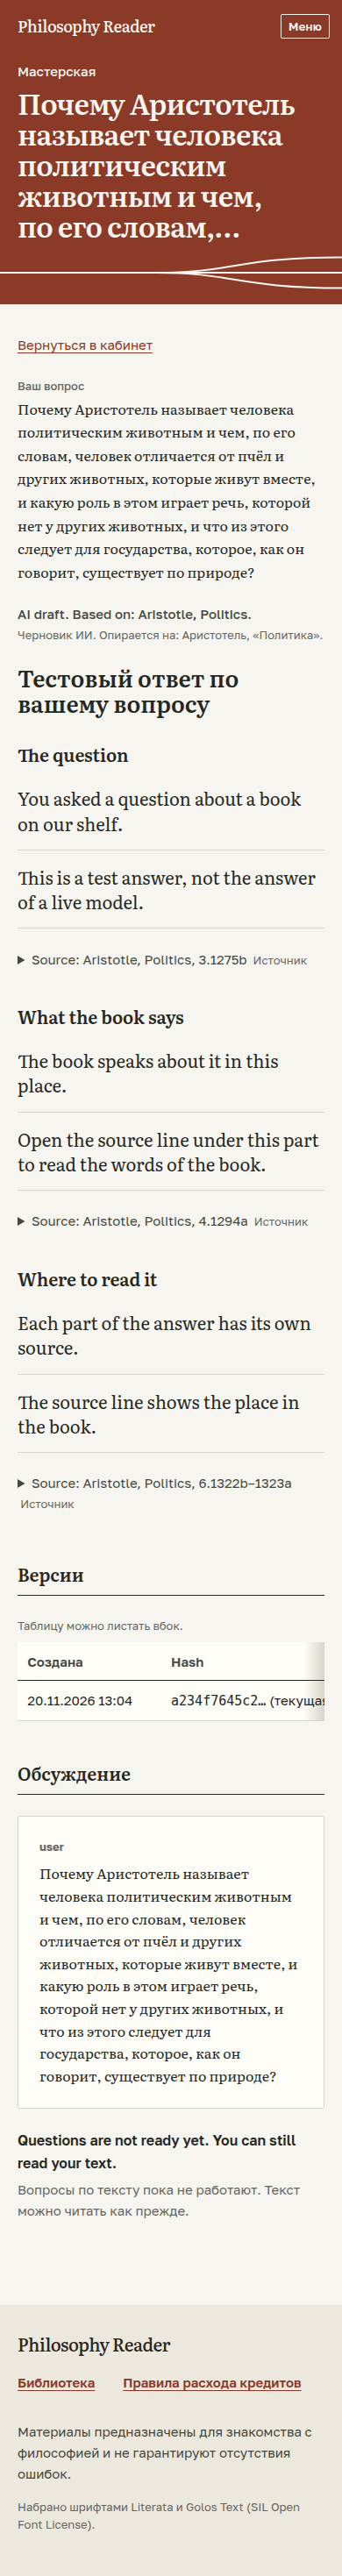 Philosophy Reader
Меню
Мастерская
Почему Аристотель
называет человека
политическим
животным и чем,
по его словам,…
Вернуться в кабинет
Ваш вопрос
Почему Аристотель называет человека
политическим животным и чем, по его
словам, человек отличается от пчёл и
других животных, которые живут вместе,
и какую роль в этом играет речь, которой
нет у других животных, и что из этого
следует для государства, которое, как он
говорит, существует по природе?
AI draft. Based on: Aristotle, Politics.
Черновик ИИ. Опирается на: Аристотель, «Политика».
Тестовый ответ по
вашему вопросу
The question
You asked a question about a book
on our shelf.
This is a test answer, not the answer
of a live model.
Source: Aristotle, Politics, 3.1275b Источник
What the book says
The book speaks about it in this
place.
Open the source line under this part
to read the words of the book.
Source: Aristotle, Politics, 4.1294a Источник
Where to read it
Each part of the answer has its own
source.
The source line shows the place in
the book.
Source: Aristotle, Politics, 6.1322b–1323a
Источник
Версии
Таблицу можно листать вбок.
Создана Hash
20.11.2026 13:04 a234f7645c2… (текущая
Обсуждение
user
Почему Аристотель называет
человека политическим животным
и чем, по его словам, человек
отличается от пчёл и других
животных, которые живут вместе, и
какую роль в этом играет речь,
которой нет у других животных, и
что из этого следует для
государства, которое, как он
говорит, существует по природе?
Questions are not ready yet. You can still
read your text.
Вопросы по тексту пока не работают. Текст
можно читать как прежде.
Philosophy Reader
Библиотека Правила расхода кредитов
Материалы предназначены для знакомства с
философией и не гарантируют отсутствия
ошибок.
Набрано шрифтами Literata и Golos Text (SIL Open
Font License).